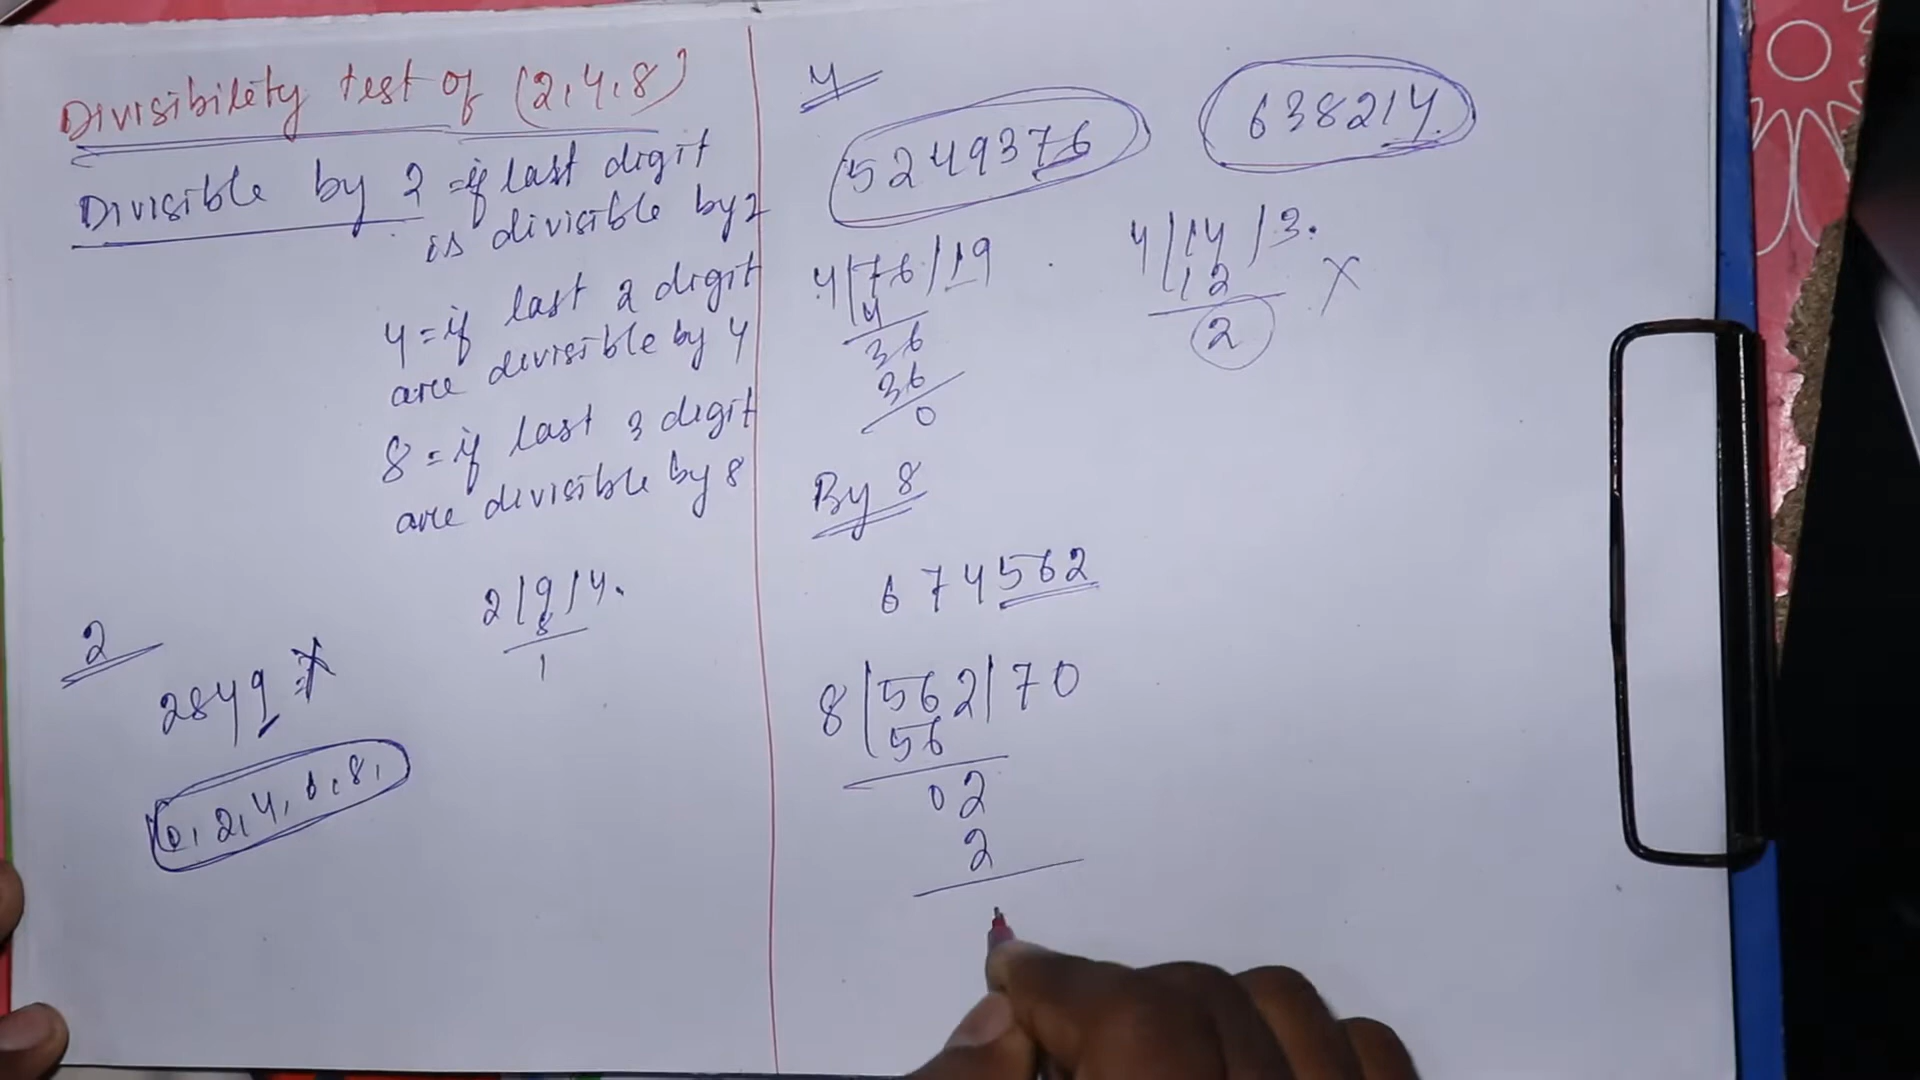 Divisibility test of (2,4,8)
Divisible by 2 = if last digit
is divisible by 2
4 = if last 2 digit
are divisible by 4
8 = if last 3 digit
are divisible by 8
2
2849 = X
0, 2, 4, 6, 8,
2 | 9 | 4.
8
1
4
5249376
638214.
4 | 76 | 19
4
36
36
0
4 | 14 | 3.
12
2
X
By 8
674562
8 | 562 | 70
56
02
2